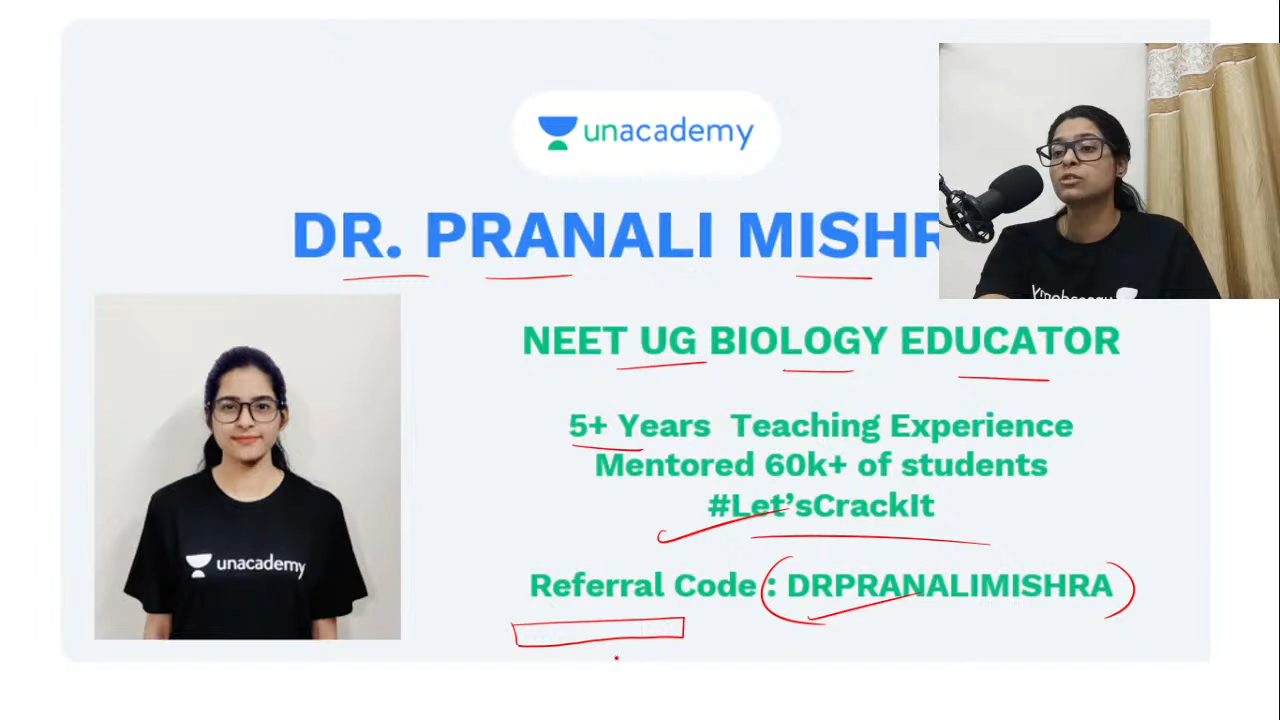 unacademy
DR. PRANALI MISHR
NEET UG BIOLOGY EDUCATOR
5+ Years Teaching Experience
Mentored 60k+ of students
#Let'sCrackIt
Referral Code : DRPRANALIMISHRA
unacademy